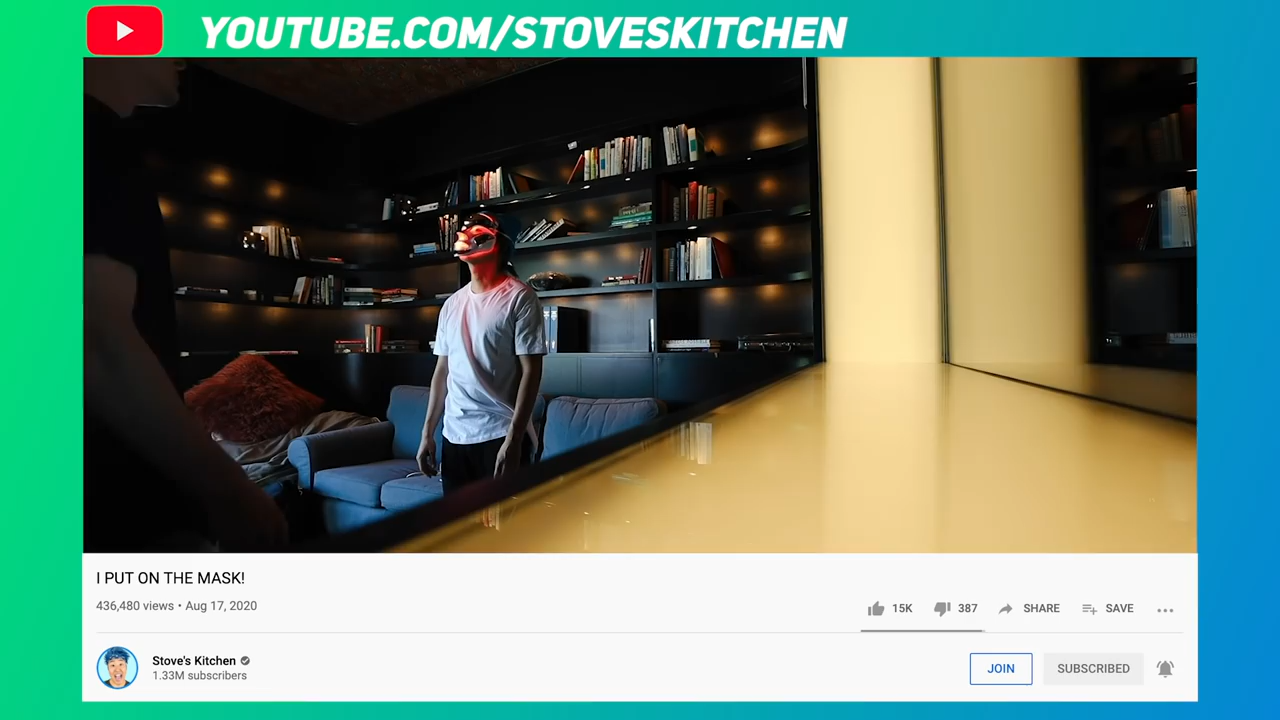 YOUTUBE.COM/STOVESKITCHEN
I PUT ON THE MASK!
436,480 views • Aug 17, 2020
15K 387 SHARE SAVE
Stove's Kitchen
1.33M subscribers
JOIN SUBSCRIBED